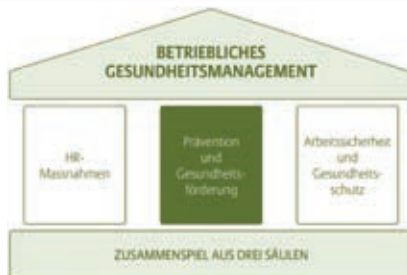 BETRIEBLICHES
GESUNDHEITSMANAGEMENT
HR-
Massnahmen
Prävention
und
Gesundheits-
förderung
Arbeitssicherheit
und
Gesundheits-
schutz
ZUSAMMENSPIEL AUS DREI SÄULEN